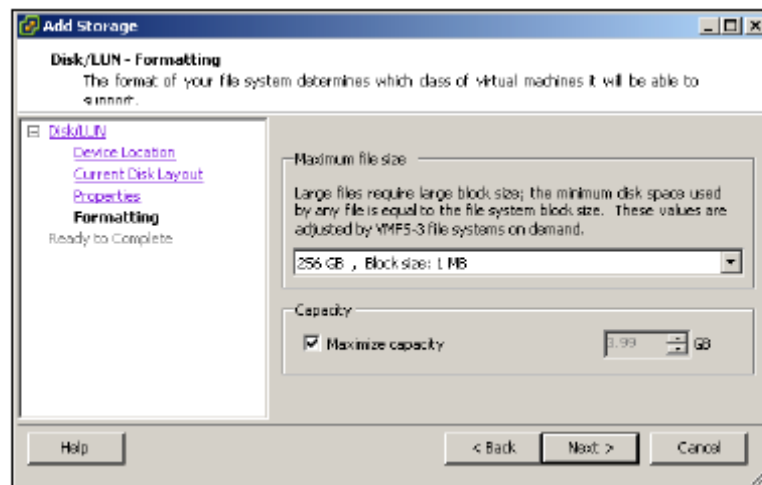 Add Storage
Disk/LUN - Formatting
The format of your file system determines which class of virtual machines it will be able to
support.
Disk/LUN
Device Location
Current Disk Layout
Properties
Formatting
Ready to Complete
Maximum file size
Large files require large block size; the minimum disk space used
by any file is equal to the file system block size. These values are
adjusted by VMFS-3 file systems on demand.
256 GB , Block size: 1 MB
Capacity
Maximize capacity
3.99 GB
Help
< Back
Next >
Cancel